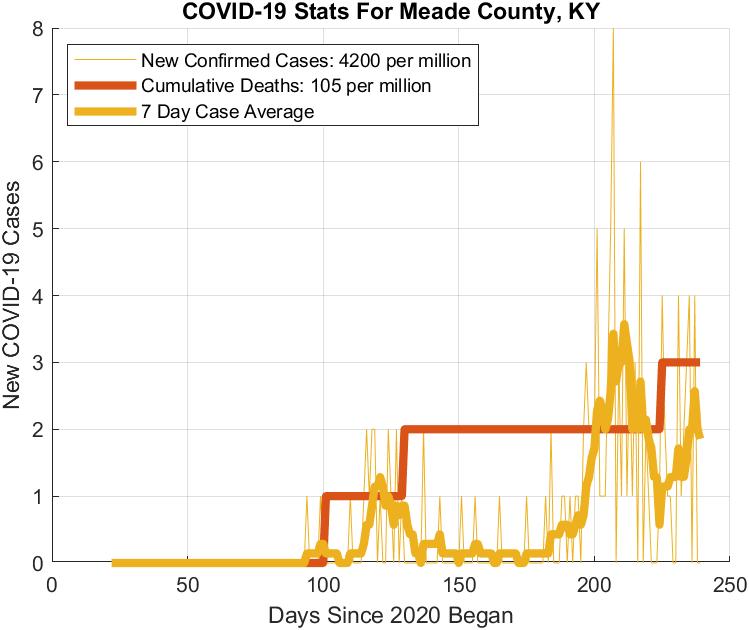 COVID-19 Stats For Meade County, KY
New Confirmed Cases: 4200 per million
Cumulative Deaths: 105 per million
7 Day Case Average
New COVID-19 Cases
8
7
6
5
4
3
2
1
0
0 50 100 150 200 250
Days Since 2020 Began